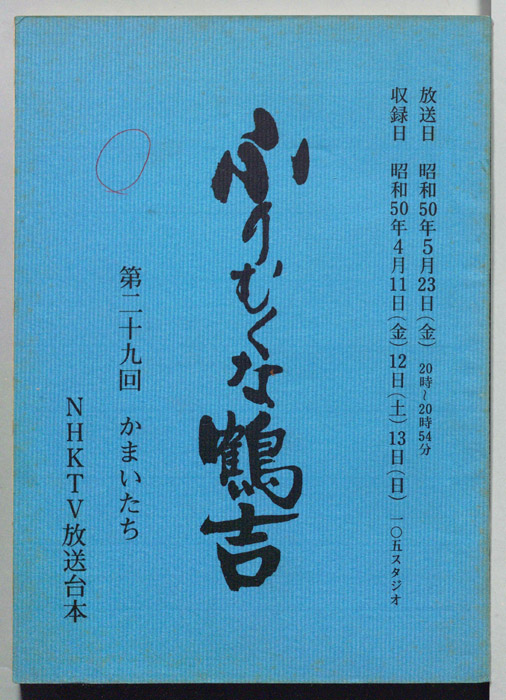 放送日 昭和50年5月23日(金) 20時~20時54分
収録日 昭和50年4月11日(金)12日(土)13日(日) 一〇五スタジオ
ふりむくな鶴吉
第二十九回 かまいたち
NHKTV放送台本